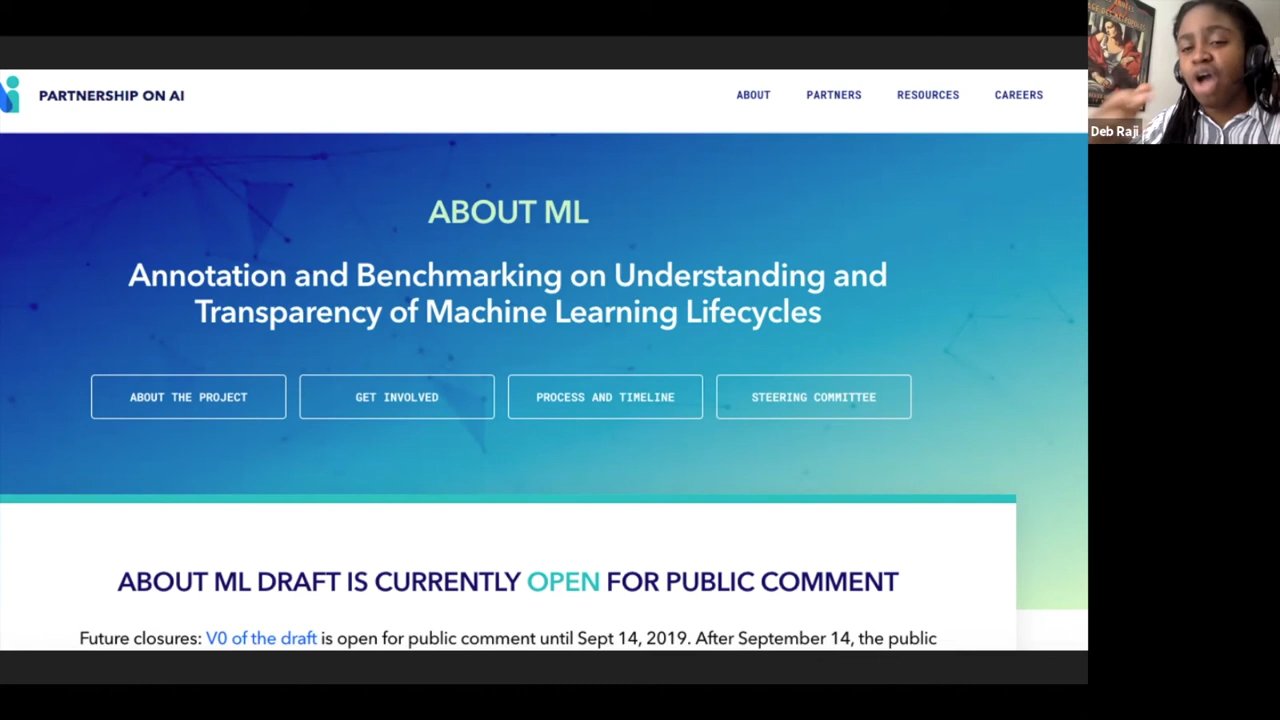 PARTNERSHIP ON AI
ABOUT
PARTNERS
RESOURCES
CAREERS
Deb Raji
ABOUT ML
Annotation and Benchmarking on Understanding and
Transparency of Machine Learning Lifecycles
ABOUT THE PROJECT
GET INVOLVED
PROCESS AND TIMELINE
STEERING COMMITTEE
ABOUT ML DRAFT IS CURRENTLY OPEN FOR PUBLIC COMMENT
Future closures: V0 of the draft is open for public comment until Sept 14, 2019. After September 14, the public